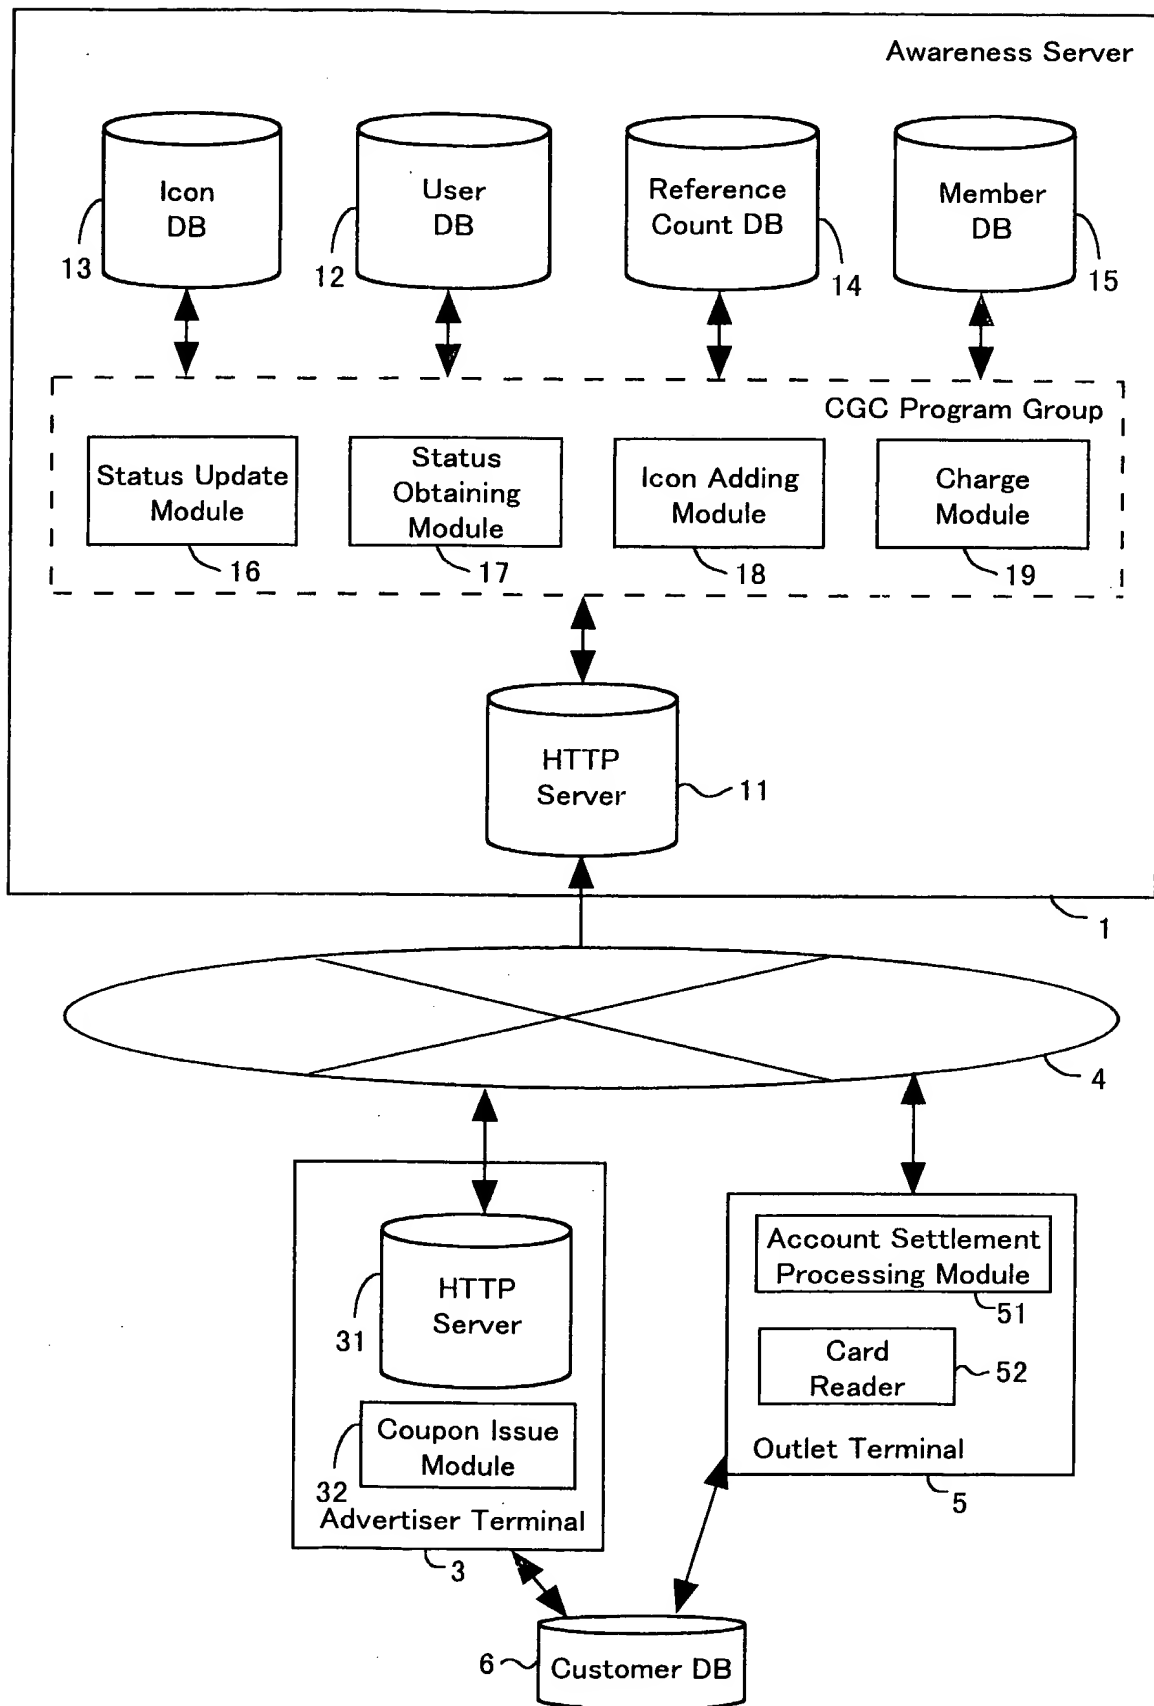 Awareness Server
Icon
DB
13
User
DB
12
Reference
Count DB
14
Member
DB
15
CGC Program Group
Status Update
Module
16
Status
Obtaining
Module
17
Icon Adding
Module
18
Charge
Module
19
HTTP
Server
11
1
4
HTTP
Server
31
Coupon Issue
Module
32
Advertiser Terminal
3
Account Settlement
Processing Module
51
Card
Reader
52
Outlet Terminal
5
6
Customer DB